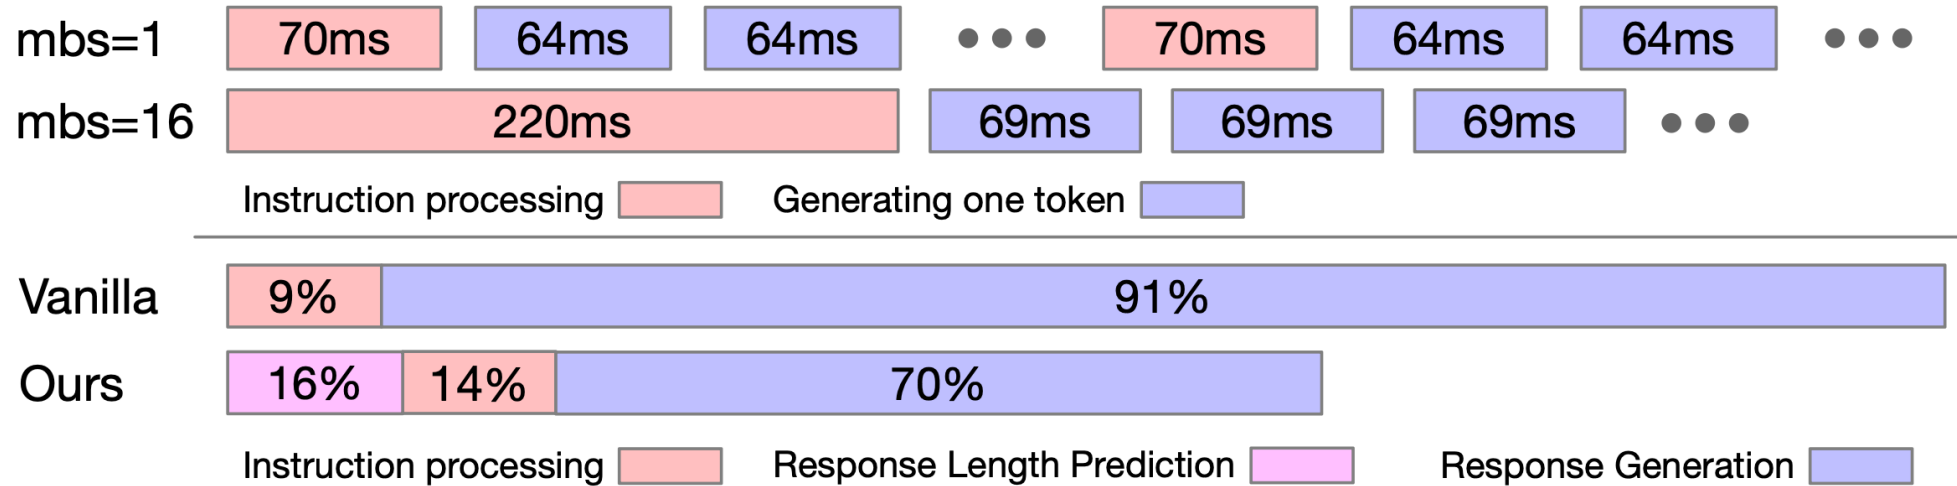 mbs=1 70ms 64ms 64ms 70ms 64ms 64ms
mbs=16 220ms 69ms 69ms 69ms
Instruction processing Generating one token
Vanilla 9% 91%
Ours 16% 14% 70%
Instruction processing Response Length Prediction Response Generation